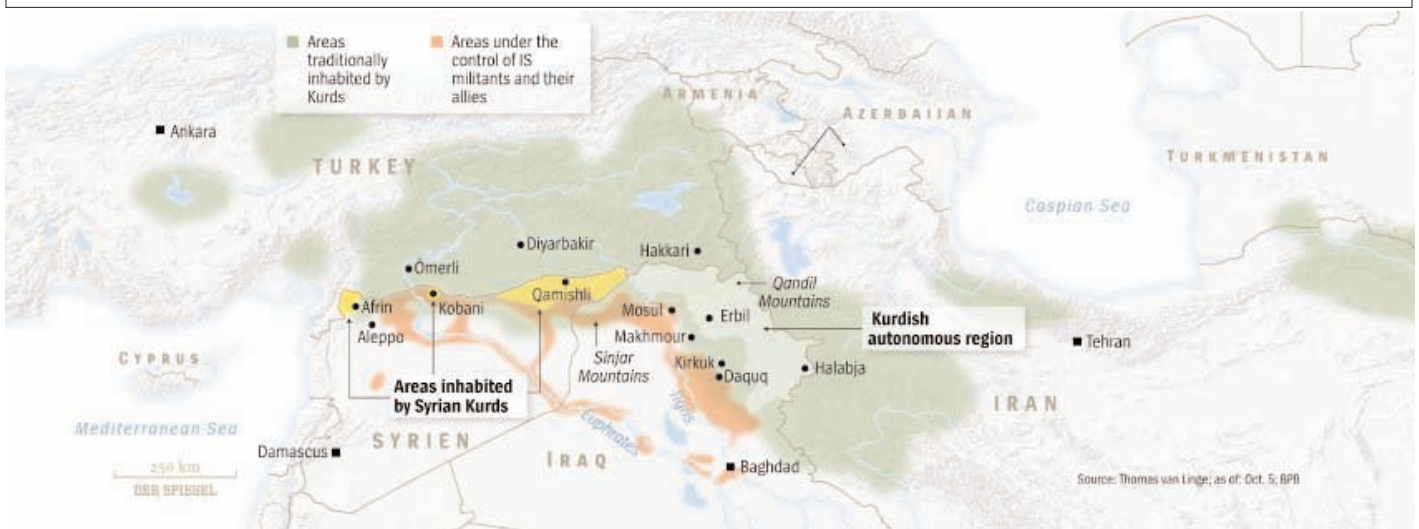 Areas
traditionally
inhabited by
Kurds
Areas under the
control of IS
militants and their
allies
ARMENIA
AZERBAIJAN
Ankara
TURKEY
TURKMENISTAN
Caspian Sea
Diyarbakir
Hakkari
Ömerli
Qandil
Mountains
Qamishli
Afrin
Kobani
Mosul
Erbil
Kurdish
autonomous region
Aleppo
Makhmour
Tehran
CYPRUS
Sinjar
Mountains
Kirkuk
Halabja
Daquq
Areas inhabited
by Syrian Kurds
IRAN
Tigris
Euphrates
Mediterranean Sea
SYRIEN
Damascus
IRAQ
Baghdad
250 km
DER SPIEGEL
Source: Thomas van Linge; as of: Oct. 5; BPB